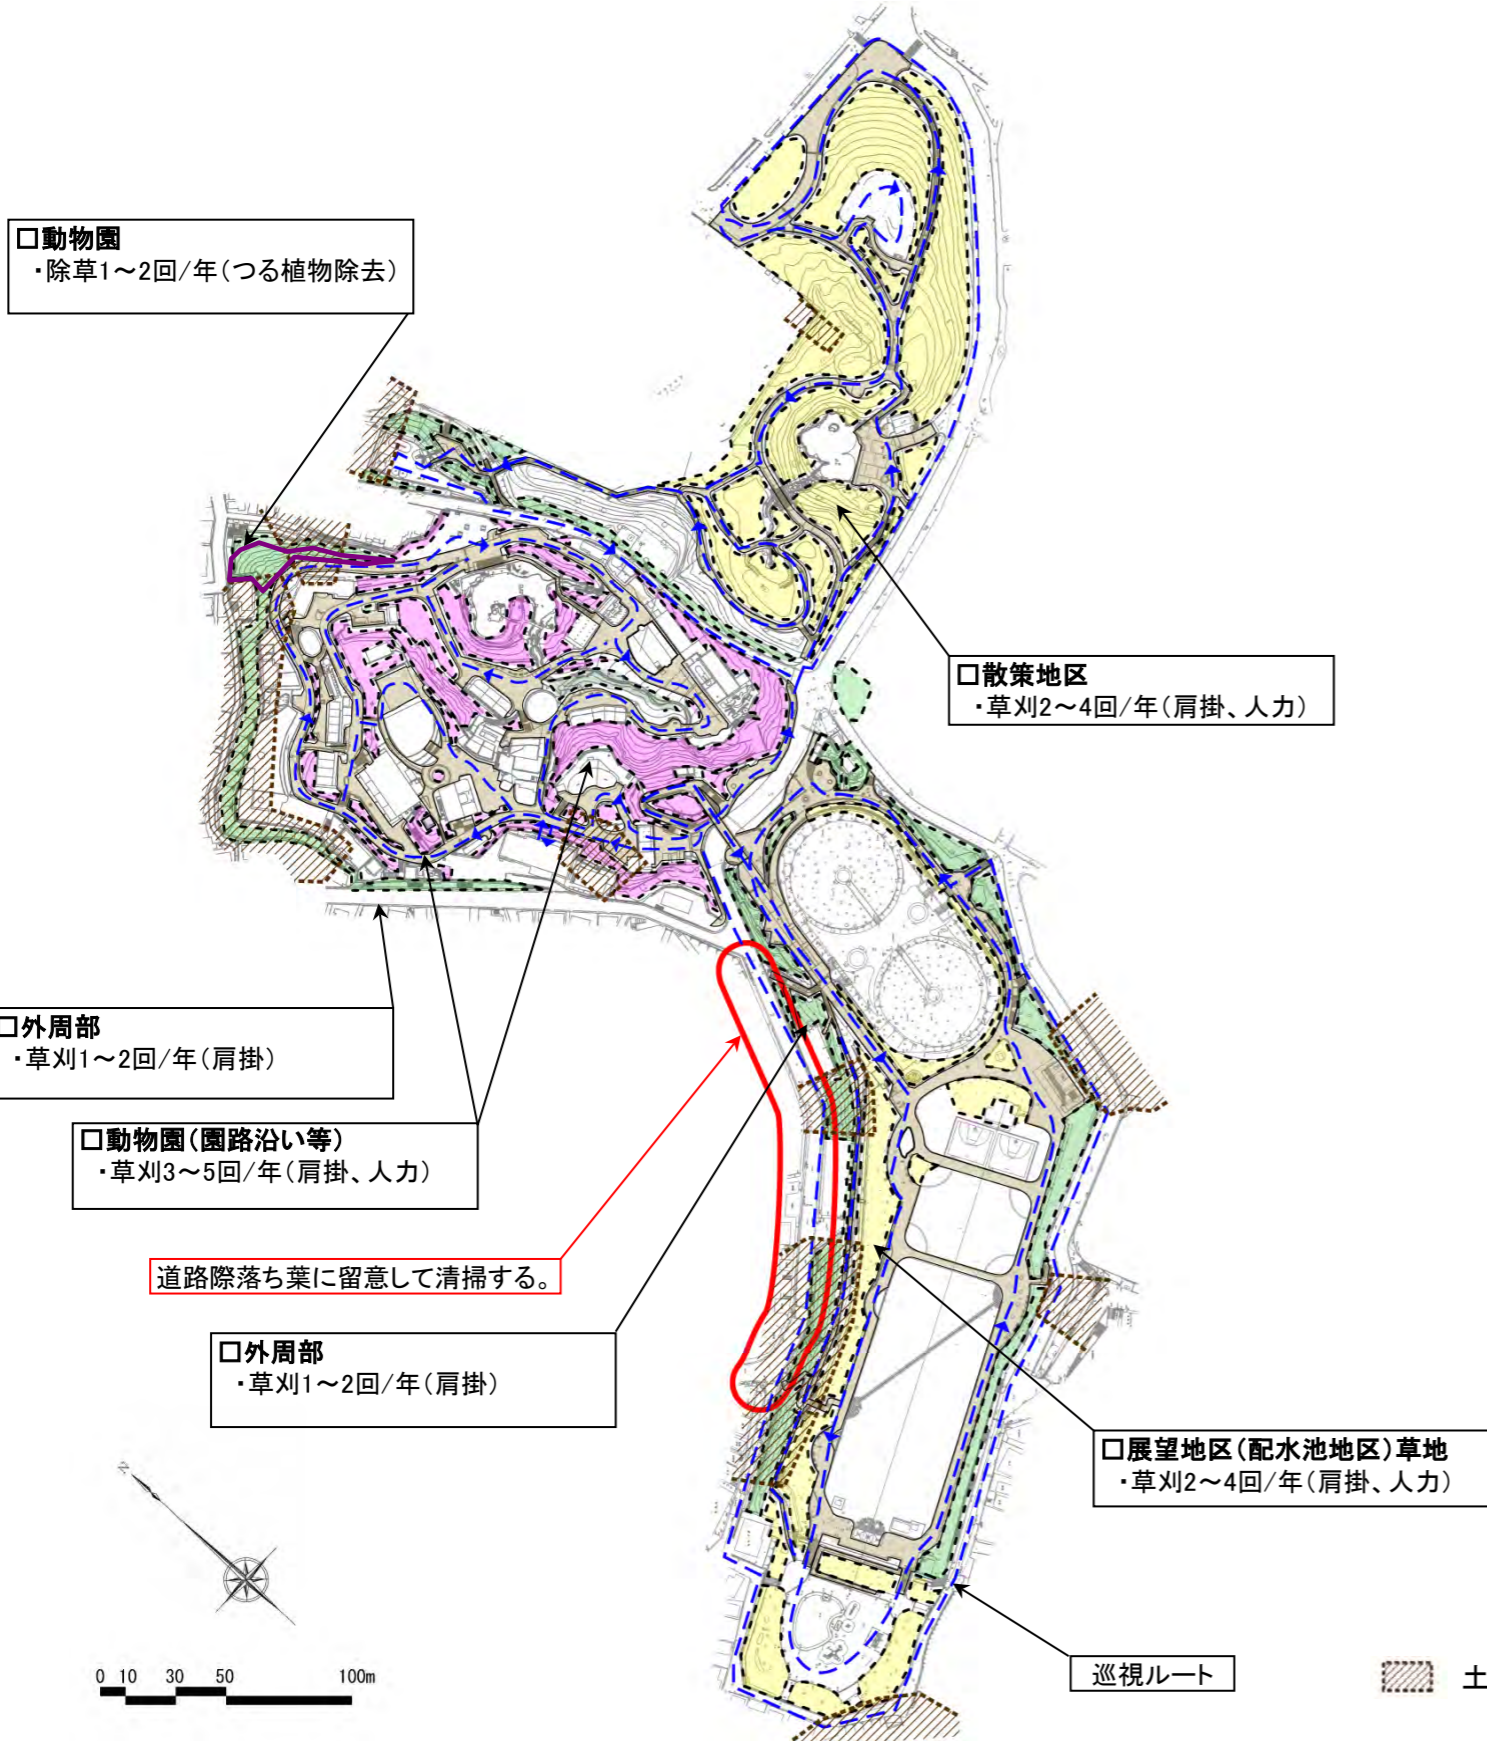 □動物園
・除草1～2回/年(つる植物除去)
□散策地区
・草刈2～4回/年(肩掛、人力)
□外周部
・草刈1～2回/年(肩掛)
□動物園(園路沿い等)
・草刈3～5回/年(肩掛、人力)
道路際落ち葉に留意して清掃する。
□外周部
・草刈1～2回/年(肩掛)
□展望地区(配水池地区)草地
・草刈2～4回/年(肩掛、人力)
N
0 10 30 50 100m
巡視ルート
土